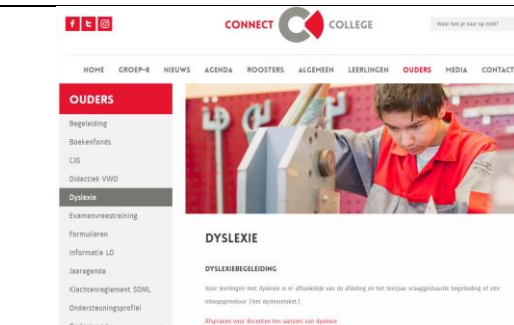 CONNECT COLLEGE
Waar ben je naar op zoek?
HOME GROEP-8 NIEUWS AGENDA ROOSTERS ALGEMEEN LEERLINGEN OUDERS MEDIA CONTACT
OUDERS
Begeleiding
Boekenfonds
CJG
Didactiek VWO
Dyslexie
Examenvreestraining
Formulieren
Informatie LO
Jaaragenda
Klachtenreglement SOML
Ondersteuningsprofiel
DYSLEXIE
DYSLEXIEBEGELEIDING
Voor leerlingen met dyslexie is er afhankelijk van de afdeling en het leerjaar vraaggestuurde begeleiding of een
inloopspreekuur (het dyslexieloket).
Afspraken voor docenten ten aanzien van dyslexie